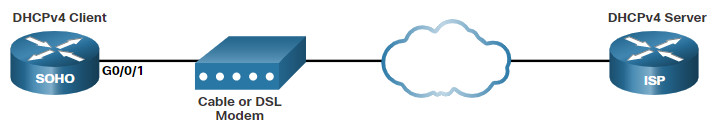 DHCPv4 Client
DHCPv4 Server
SOHO
G0/0/1
ISP
Cable or DSL
Modem